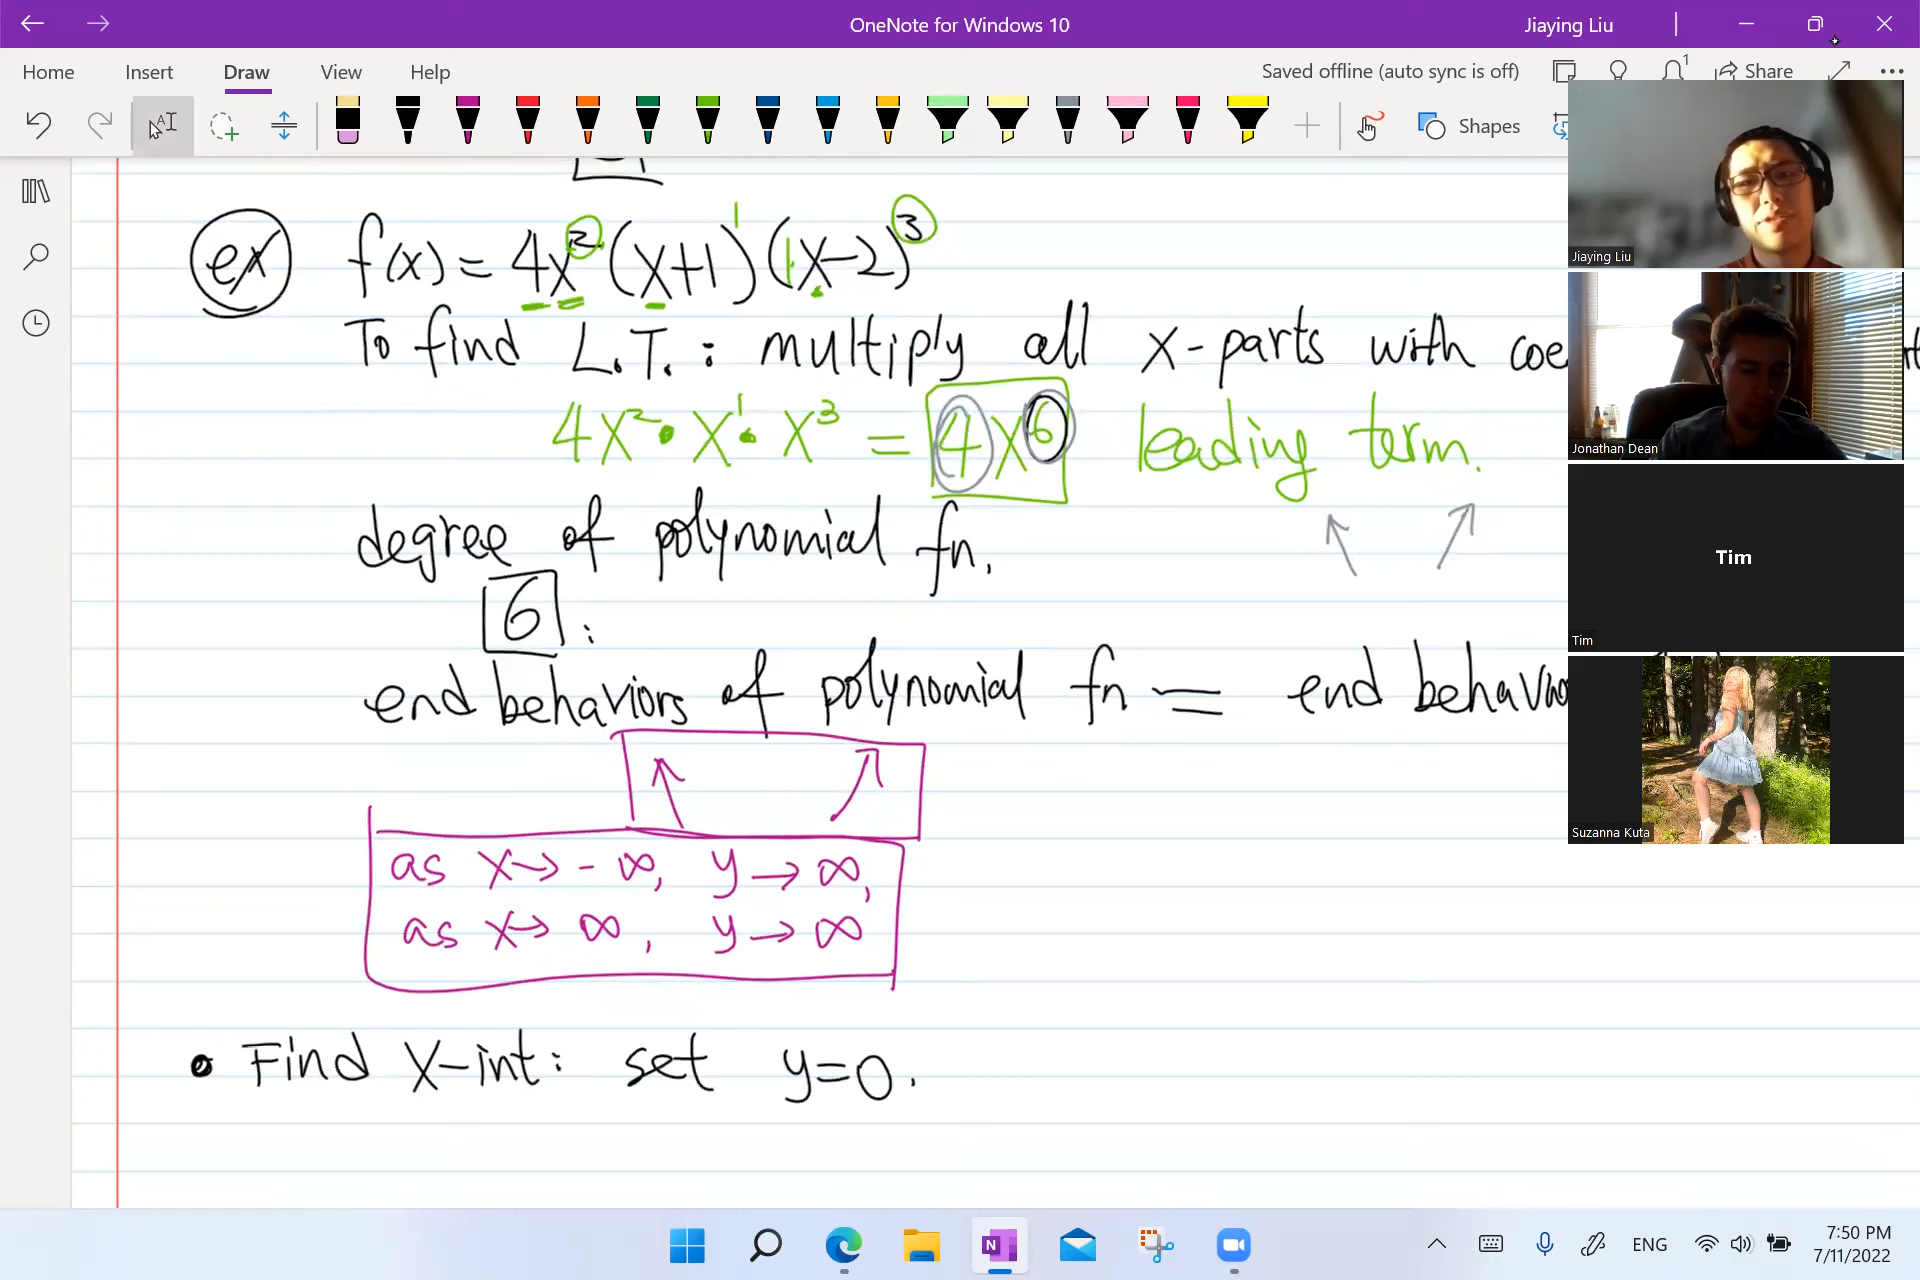 OneNote for Windows 10
Jiaying Liu
Home Insert Draw View Help
Saved offline (auto sync is off)
1
Share
Shapes
ex f(x) = 4x² (x+1)¹ (1x-2)³
To find L.T. : multiply all x-parts with coe
4x² • x¹ • x³ = 4x⁶ leading term.
degree of polynomial fn.
6 :
end behaviors of polynomial fn = end behavio
as x → - ∞, y → ∞,
as x → ∞, y → ∞
• Find x-int: set y=0.
Jiaying Liu
Jonathan Dean
Tim
Tim
Suzanna Kuta
ENG
7:50 PM
7/11/2022